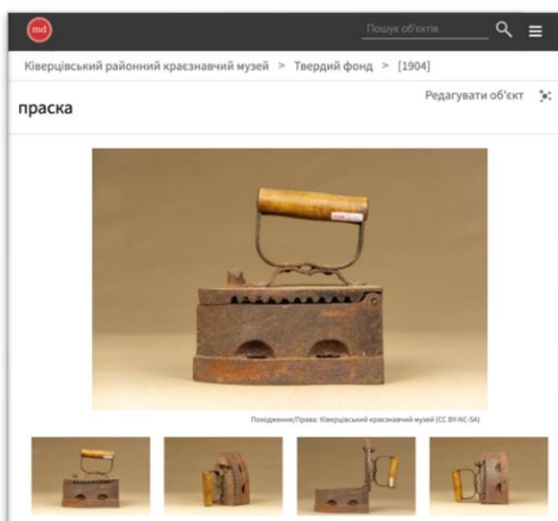 md
Пошук об'єктів
Ківерцівський районний краєзнавчий музей > Твердий фонд > [1904]
Редагувати об'єкт
праска
Походження/Права: Ківерцівський краєзнавчий музей (CC BY-NC-SA)